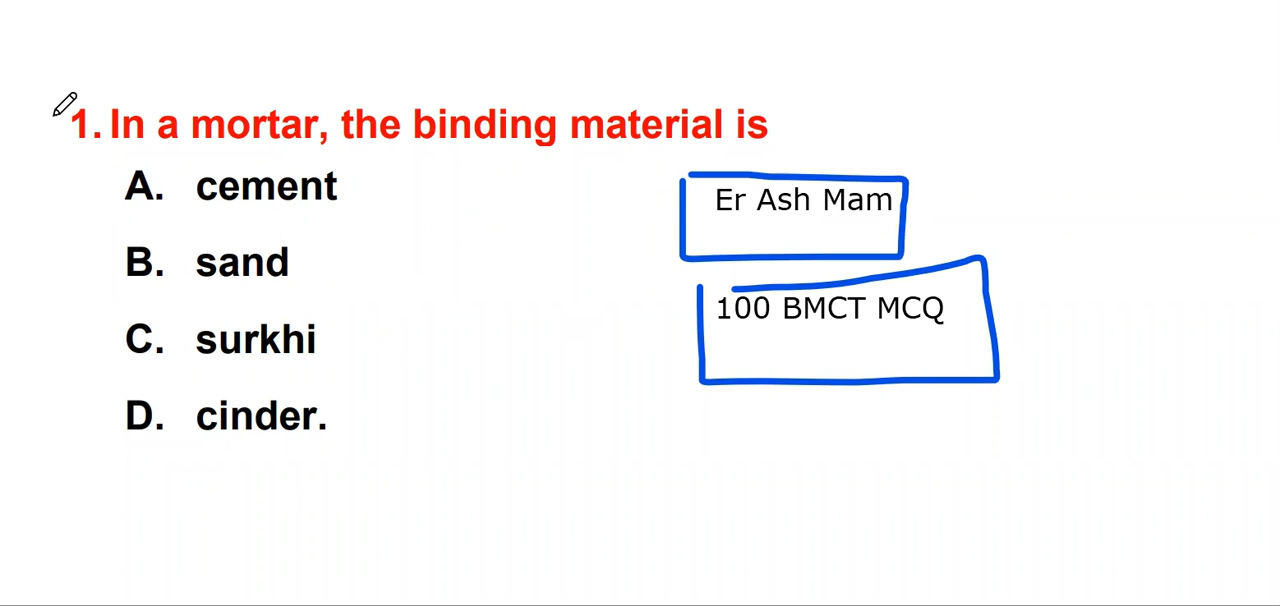 1. In a mortar, the binding material is
A. cement
B. sand
C. surkhi
D. cinder.
Er Ash Mam
100 BMCT MCQ